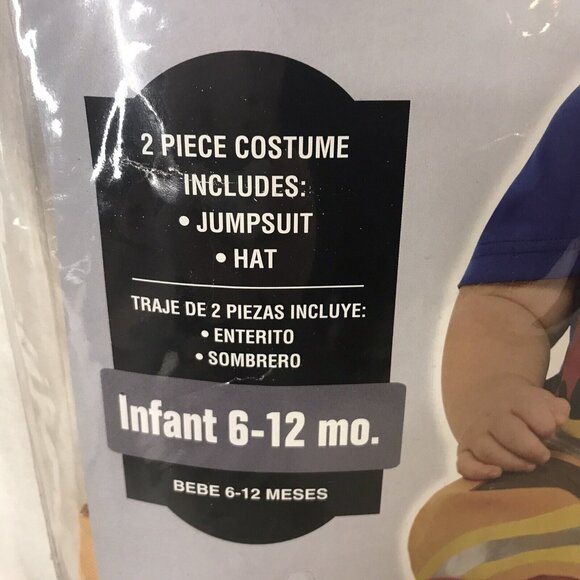 2 PIECE COSTUME
INCLUDES:
• JUMPSUIT
• HAT
TRAJE DE 2 PIEZAS INCLUYE:
• ENTERITO
• SOMBRERO
Infant 6-12 mo.
BEBE 6-12 MESES